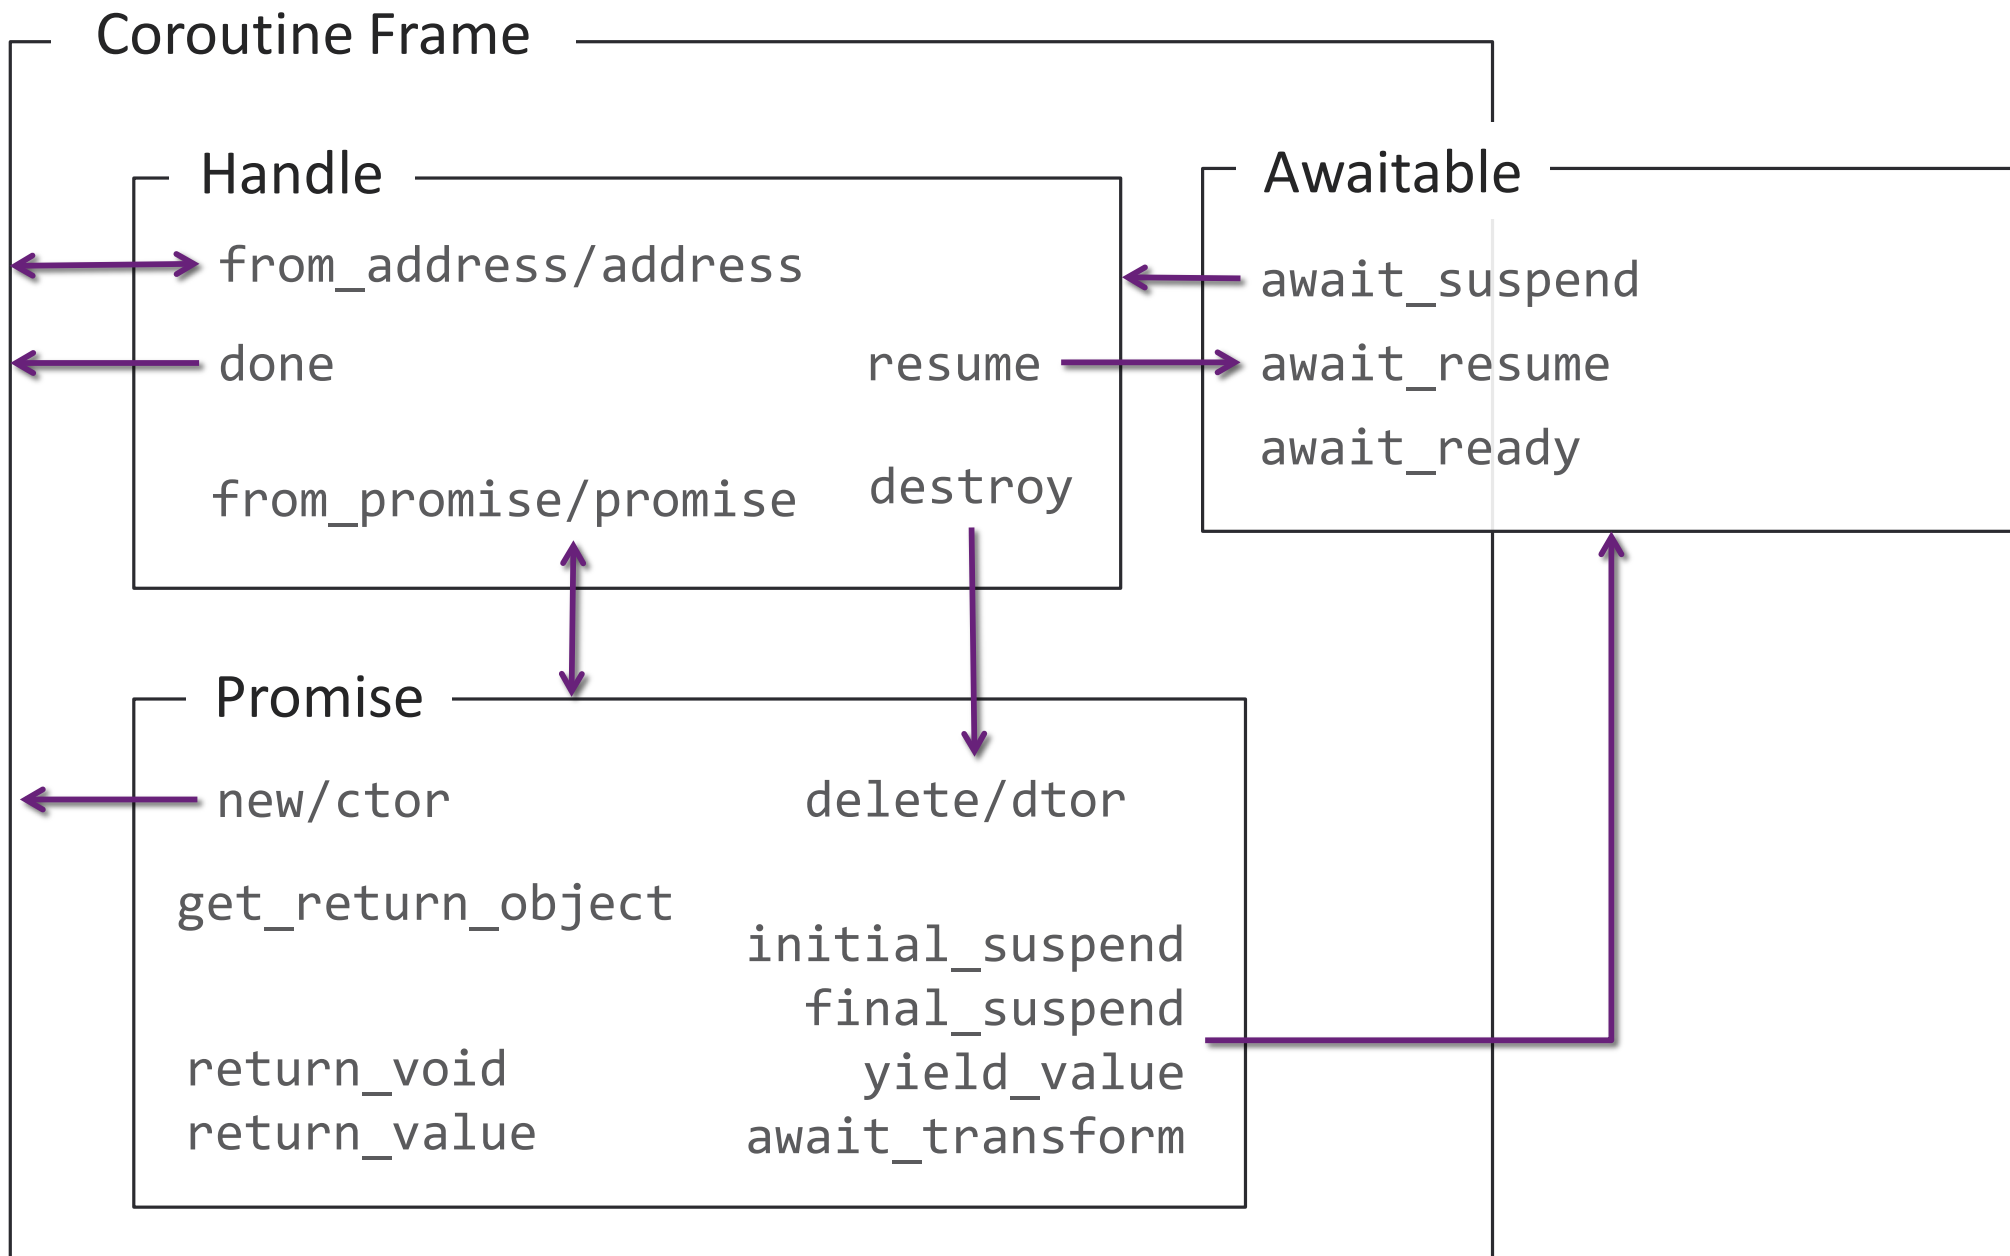 Coroutine Frame
Handle
from_address/address
done
resume
from_promise/promise
destroy
Awaitable
await_suspend
await_resume
await_ready
Promise
new/ctor
delete/dtor
get_return_object
initial_suspend
final_suspend
yield_value
await_transform
return_void
return_value